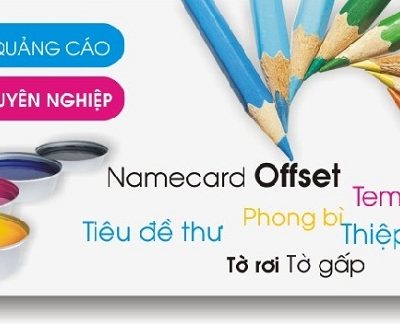 QUẢNG CÁO
UYÊN NGHIỆP
Namecard Offset
Tem
Phong bì
Tiêu đề thư
Thiệp
Tờ rơi Tờ gấp